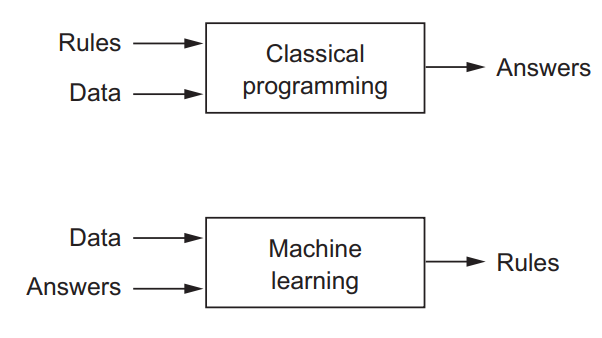 Rules
Data
Classical
programming
Answers
Data
Answers
Machine
learning
Rules